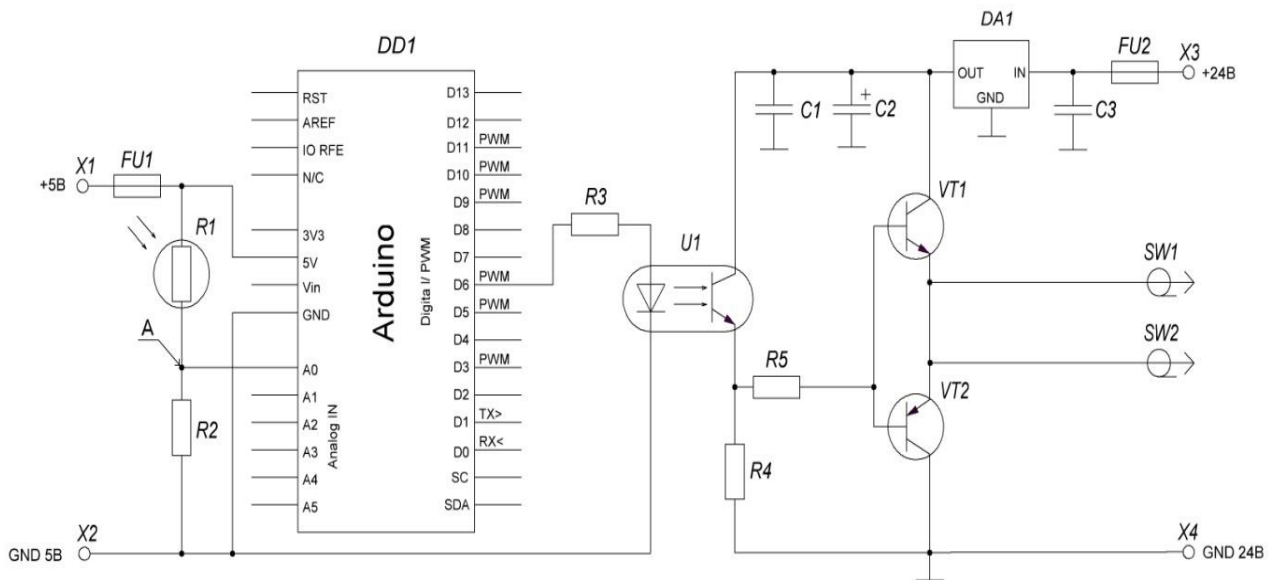 DD1
DA1
FU2
X3
+24В
OUT
IN
GND
C1
C2
+
C3
X1
FU1
+5В
R1
A
R2
X2
GND 5В
RST
AREF
IO RFE
N/C
3V3
5V
Vin
GND
A0
A1
A2
A3
A4
A5
Analog IN
Arduino
Digita l/ PWM
D13
D12
D11
PWM
D10
PWM
D9
PWM
D8
D7
D6
PWM
D5
PWM
D4
D3
PWM
D2
D1
TX>
D0
RX<
SC
SDA
R3
U1
R5
R4
VT1
VT2
SW1
SW2
X4
GND 24В